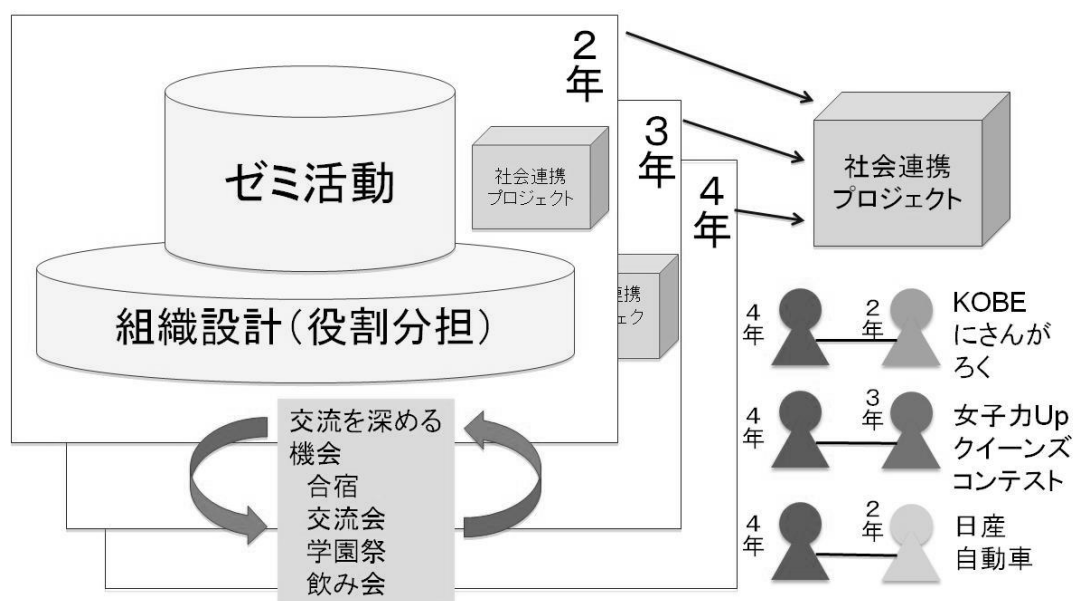 2年
ゼミ活動
社会連携
プロジェクト
組織設計(役割分担)
3年
連携
ェク
4年
社会連携
プロジェクト
交流を深める
機会
合宿
交流会
学園祭
飲み会
4年
2年
KOBE
にさんが
ろく
4年
3年
女子力Up
クイーンズ
コンテスト
4年
2年
日産
自動車